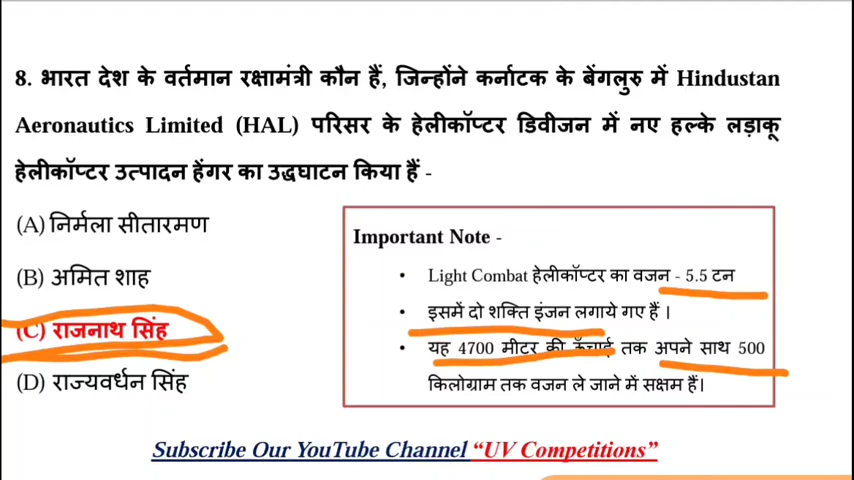 8. भारत देश के वर्तमान रक्षामंत्री कौन हैं, जिन्होंने कर्नाटक के बेंगलुरु में Hindustan
Aeronautics Limited (HAL) परिसर के हेलीकॉप्टर डिवीजन में नए हल्के लड़ाकू
हेलीकॉप्टर उत्पादन हेंगर का उद्धघाटन किया हैं -
(A) निर्मला सीतारमण
(B) अमित शाह
(C) राजनाथ सिंह
(D) राज्यवर्धन सिंह
Important Note -
• Light Combat हेलीकॉप्टर का वजन - 5.5 टन
• इसमें दो शक्ति इंजन लगाये गए हैं ।
• यह 4700 मीटर की ऊँचाई तक अपने साथ 500
किलोग्राम तक वजन ले जाने में सक्षम हैं।
Subscribe Our YouTube Channel “UV Competitions”